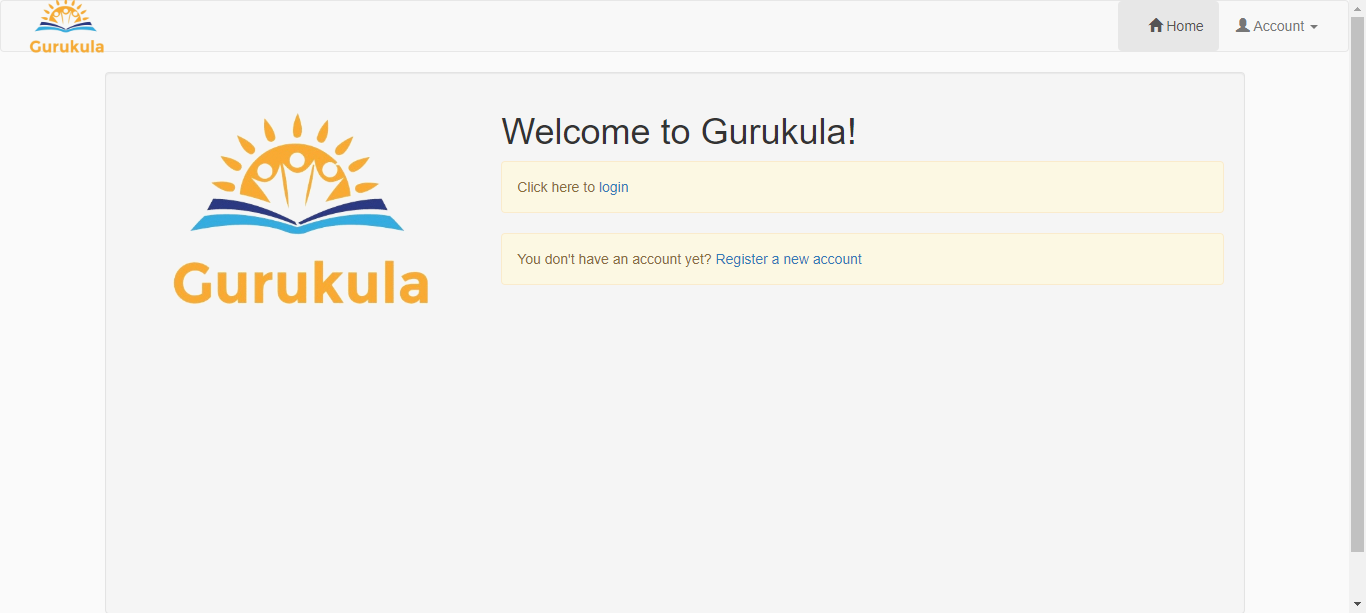 Gurukula
Home
Account
Welcome to Gurukula!
Click here to login
You don't have an account yet? Register a new account
Gurukula